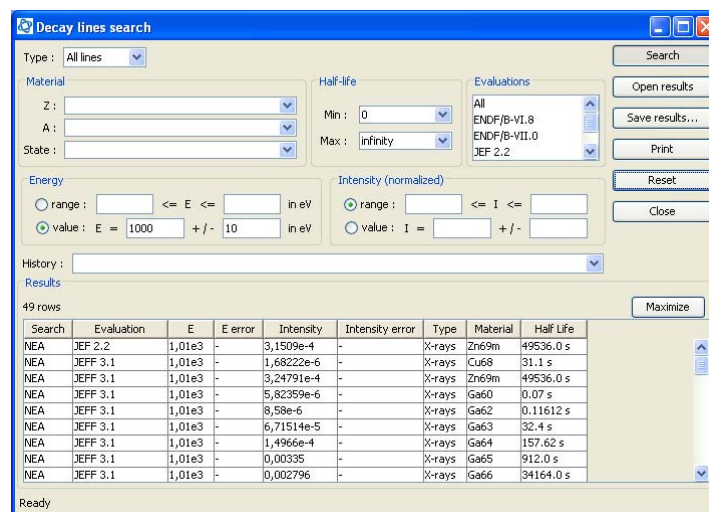 Decay lines search
Type : All lines
Search
Material
Half-life
Evaluations
Open results
Z :
Min : 0
All
ENDF/B-VI.8
ENDF/B-VII.0
JEF 2.2
Save results...
A :
Max : infinity
State :
Print
Energy
Intensity (normalized)
Reset
range : <= E <= in eV
range : <= I <=
Close
value : E = 1000 +/- 10 in eV
value : I = +/-
History :
Results
49 rows
Maximize
Search Evaluation E E error Intensity Intensity error Type Material Half Life
NEA JEF 2.2 1,01e3 - 3,1509e-4 - X-rays Zn69m 49536.0 s
NEA JEFF 3.1 1,01e3 - 1,68222e-6 - X-rays Cu68 31.1 s
NEA JEFF 3.1 1,01e3 - 3,24791e-4 - X-rays Zn69m 49536.0 s
NEA JEFF 3.1 1,01e3 - 5,82359e-6 - X-rays Ga60 0.07 s
NEA JEFF 3.1 1,01e3 - 8,58e-6 - X-rays Ga62 0.11612 s
NEA JEFF 3.1 1,01e3 - 6,71514e-5 - X-rays Ga63 32.4 s
NEA JEFF 3.1 1,01e3 - 1,4966e-4 - X-rays Ga64 157.62 s
NEA JEFF 3.1 1,01e3 - 0,00335 - X-rays Ga65 912.0 s
NEA JEFF 3.1 1,01e3 - 0,002796 - X-rays Ga66 34164.0 s
Ready